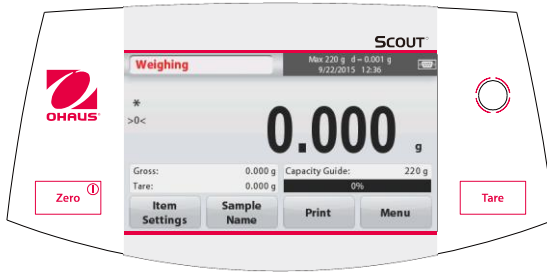 SCOUT
Weighing
Max 220 g d=0.001 g
9/22/2015 12:36
OHAUS®
*
>0<
0.000 g
Gross: 0.000 g
Tare: 0.000 g
Capacity Guide: 220 g
0%
Zero
Item Settings
Sample Name
Print
Menu
Tare